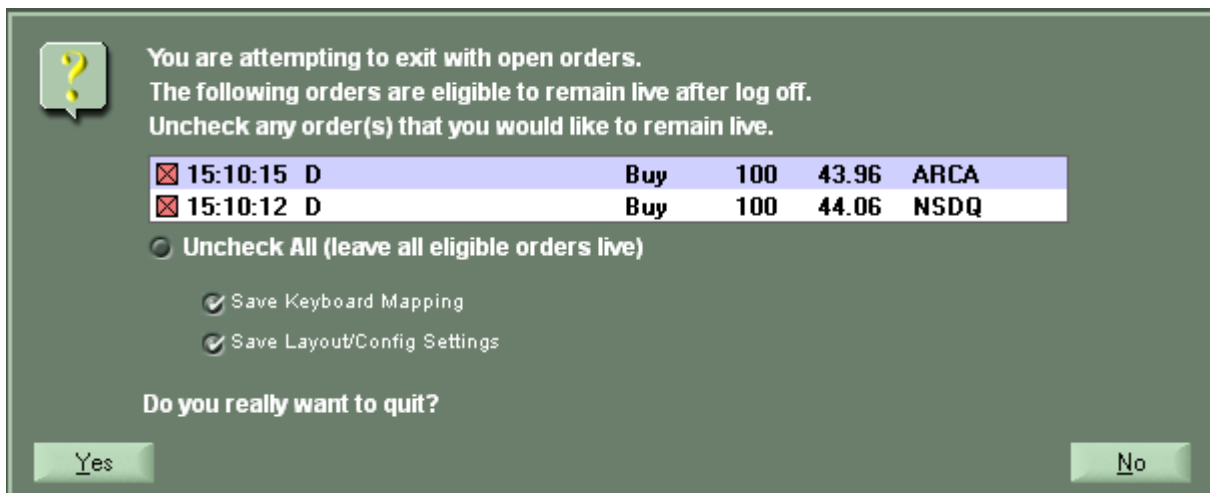 You are attempting to exit with open orders.
The following orders are eligible to remain live after log off.
Uncheck any order(s) that you would like to remain live.
15:10:15 D Buy 100 43.96 ARCA
15:10:12 D Buy 100 44.06 NSDQ
Uncheck All (leave all eligible orders live)
Save Keyboard Mapping
Save Layout/Config Settings
Do you really want to quit?
Yes No